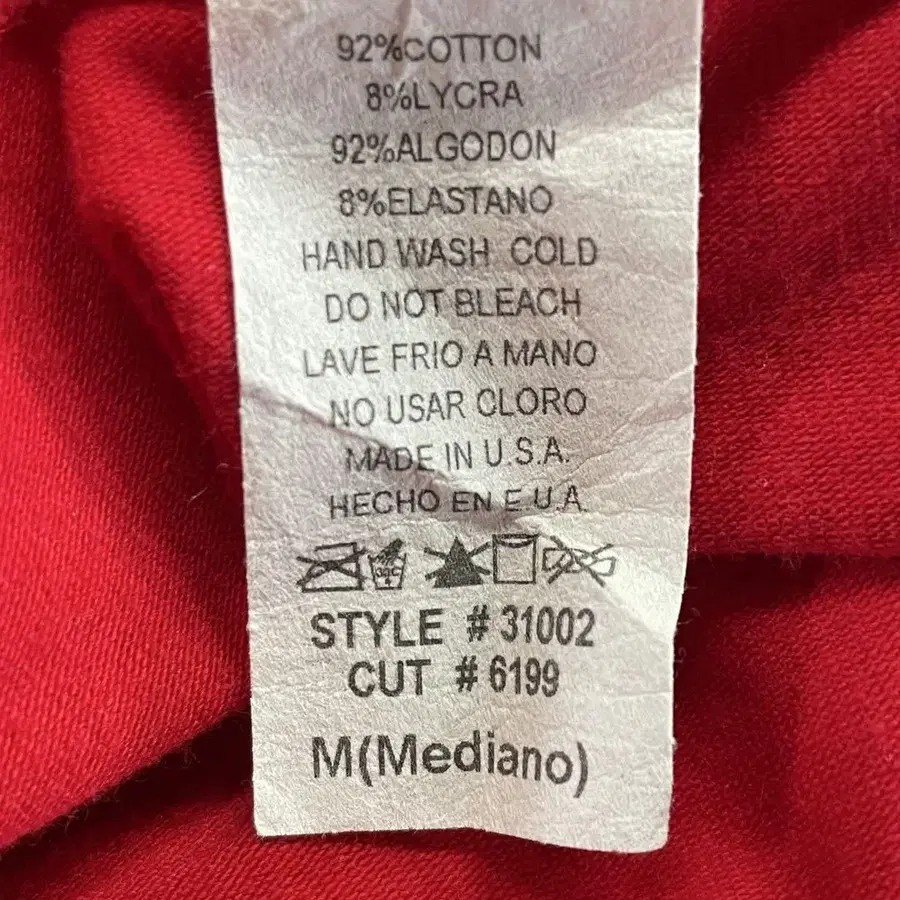 92%COTTON
8%LYCRA
92%ALGODON
8%ELASTANO
HAND WASH COLD
DO NOT BLEACH
LAVE FRIO A MANO
NO USAR CLORO
MADE IN U.S.A.
HECHO EN E.U.A
STYLE # 31002
CUT # 6199
M(Mediano)